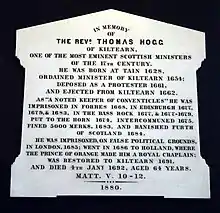 IN MEMORY
OF
THE REVD. THOMAS HOGG
OF KILTEARN,
ONE OF THE MOST EMINENT SCOTTISH MINISTERS
OF THE 17TH CENTURY.
HE WAS BORN AT TAIN 1628,
ORDAINED MINISTER OF KILTEARN 1654;
DEPOSED AS A PROTESTER 1661,
AND EJECTED FROM KILTEARN 1662.
AS "A NOTED KEEPER OF CONVENTICLES" HE WAS
IMPRISONED IN FORRES 1668, IN EDINBURGH 1677,
1679, & 1683, IN THE BASS ROCK 1677, & 1677-1679,
PUT TO THE HORN 1674, INTERCOMMUNED 1675,
FINED 5000 MERKS, 1683, AND BANISHED FURTH
OF SCOTLAND 1684.
HE WAS IMPRISONED, ON FALSE POLITICAL GROUNDS,
IN LONDON, 1685; WENT IN 1686 TO HOLLAND, WHERE
THE PRINCE OF ORANGE MADE HIM A ROYAL CHAPLAIN;
WAS RESTORED TO KILTEARN 1691,
AND DIED 4TH JANY 1692, AGED 64 YEARS.
MATT. V. 10-12.
1880.